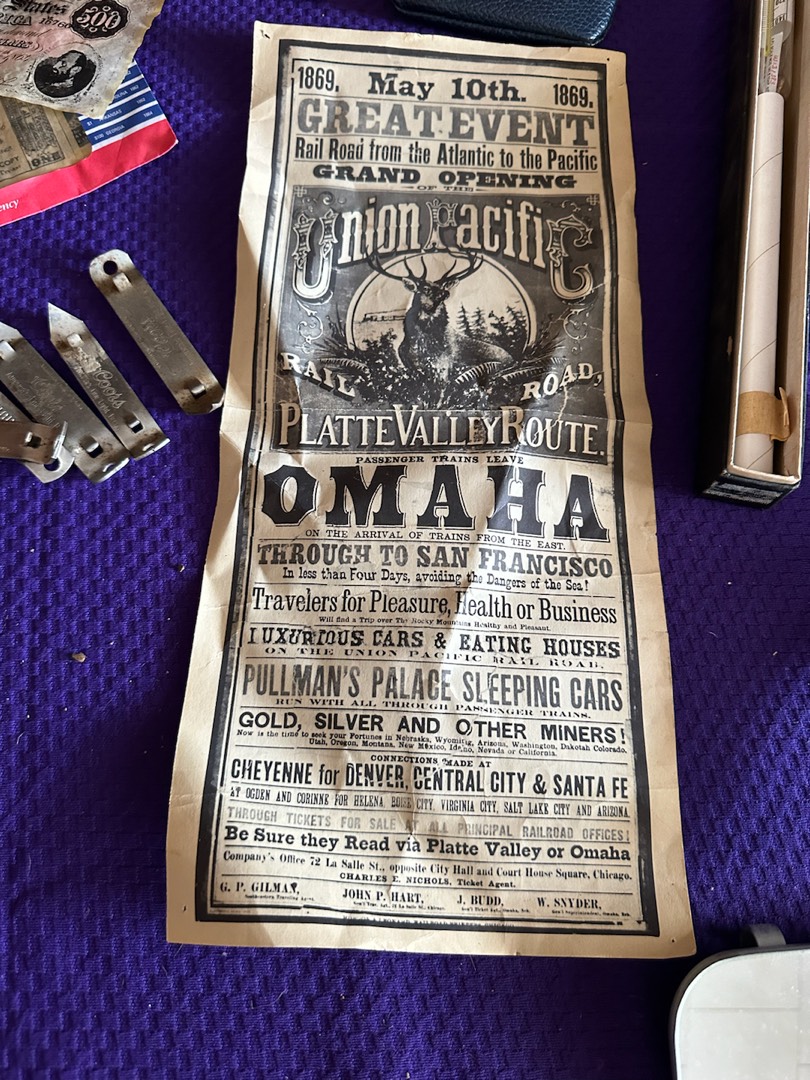 1869. May 10th. 1869.
GREAT EVENT
Rail Road from the Atlantic to the Pacific
GRAND OPENING
OF THE
Union Pacific
RAIL ROAD,
PLATTE VALLEY ROUTE.
PASSENGER TRAINS LEAVE
OMAHA
ON THE ARRIVAL OF TRAINS FROM THE EAST.
THROUGH TO SAN FRANCISCO
In less than Four Days, avoiding the Dangers of the Sea!
Travelers for Pleasure, Health or Business
Will find a Trip over The Rocky Mountains Healthy and Pleasant.
LUXURIOUS CARS & EATING HOUSES
ON THE UNION PACIFIC RAIL ROAD.
PULLMAN'S PALACE SLEEPING CARS
RUN WITH ALL THROUGH PASSENGER TRAINS.
GOLD, SILVER AND OTHER MINERS!
Now is the time to seek your Fortunes in Nebraska, Wyoming, Arizona, Washington, Dakotah Colorado,
Utah, Oregon, Montana, New Mexico, Idaho, Nevada or California.
CONNECTIONS MADE AT
CHEYENNE for DENVER, CENTRAL CITY & SANTA FE
AT OGDEN AND CORINNE FOR HELENA, BOISE CITY, VIRGINIA CITY, SALT LAKE CITY AND ARIZONA.
THROUGH TICKETS FOR SALE AT ALL PRINCIPAL RAILROAD OFFICES!
Be Sure they Read via Platte Valley or Omaha
Company's Office 72 La Salle St., opposite City Hall and Court House Square, Chicago.
CHARLES E. NICHOLS, Ticket Agent.
G. P. GILMAN, JOHN P. HART, J. BUDD, W. SNYDER,
States
500
ARKANSAS
GEORGIA
ONE